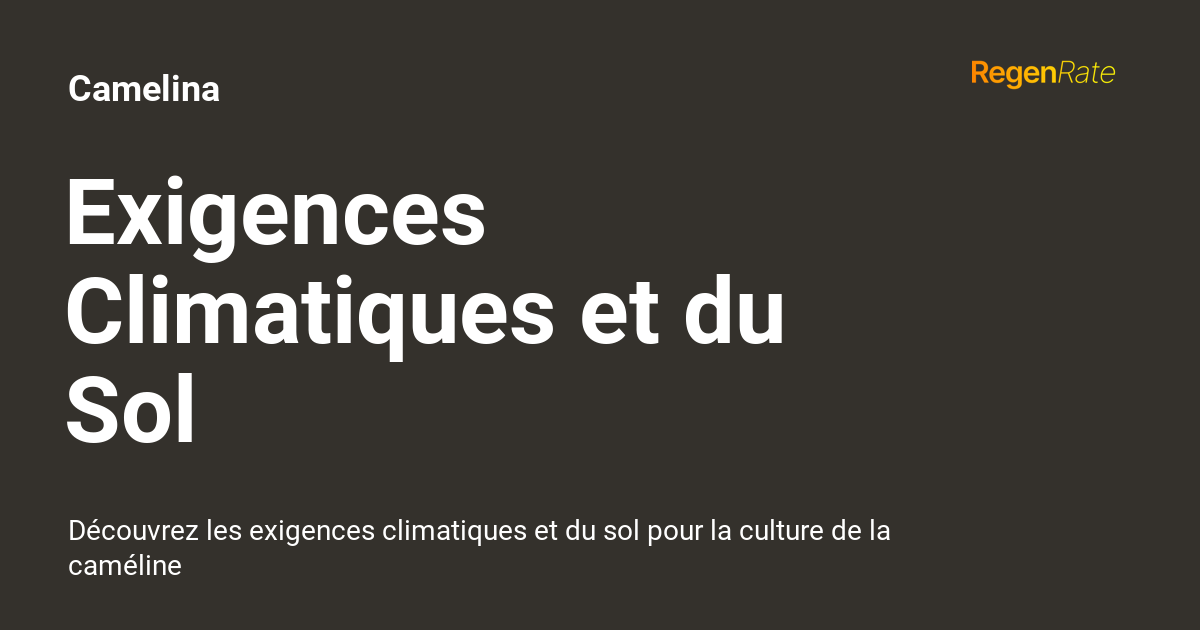 Camelina
RegenRate
Exigences
Climatiques et du
Sol
Découvrez les exigences climatiques et du sol pour la culture de la
caméline